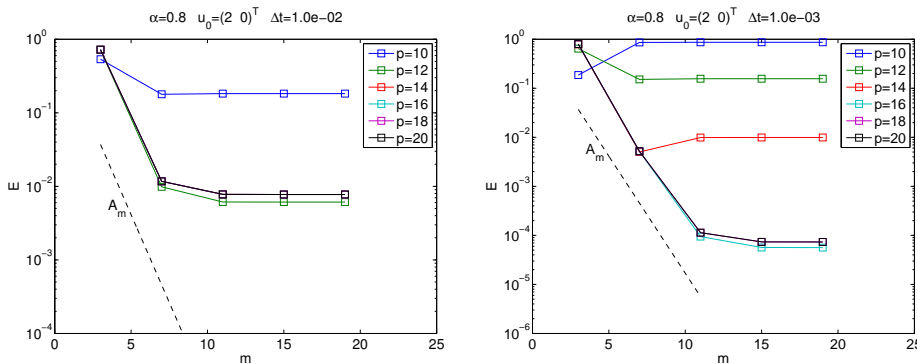 α=0.8 u₀=(2 0)ᵀ Δt=1.0e−02
10⁰
10⁻¹
10⁻²
10⁻³
10⁻⁴
E
0 5 10 15 20 25
m
Aₘ
p=10
p=12
p=14
p=16
p=18
p=20
α=0.8 u₀=(2 0)ᵀ Δt=1.0e−03
10⁰
10⁻¹
10⁻²
10⁻³
10⁻⁴
10⁻⁵
10⁻⁶
E
0 5 10 15 20 25
m
Aₘ
p=10
p=12
p=14
p=16
p=18
p=20